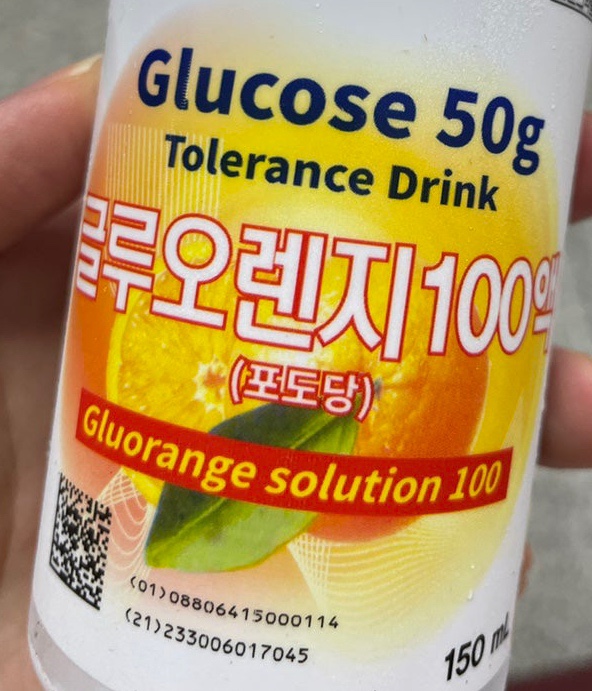 Glucose 50g
Tolerance Drink
글루오렌지100액
(포도당)
Gluorange solution 100
(01)08806415000114
(21)233006017045
150 mL